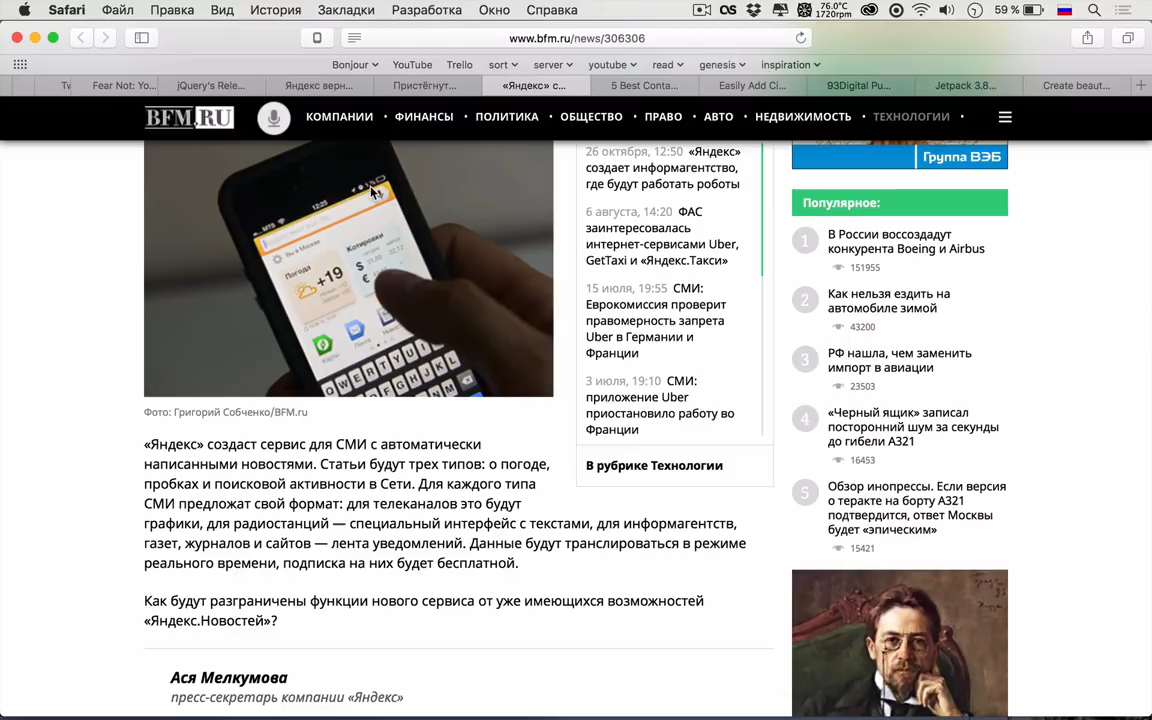 Safari Файл Правка Вид История Закладки Разработка Окно Справка 76.0°C 1720rpm 59 %
www.bfm.ru/news/306306
Bonjour YouTube Trello sort server youtube read genesis inspiration
Tv Fear Not: Yo... jQuery's Rele... Яндекс верн... Пристёгнут... «Яндекс» с... 5 Best Conta... Easily Add Ci... 93Digital Pu... Jetpack 3.8... Create beaut...
BFM.RU КОМПАНИИ • ФИНАНСЫ • ПОЛИТИКА • ОБЩЕСТВО • ПРАВО • АВТО • НЕДВИЖИМОСТЬ • ТЕХНОЛОГИИ •
12:25
Вы в Москве
Погода
+19
Котировки
$
€
Карты
Почта
QWERTYUI
Фото: Григорий Собченко/BFM.ru
«Яндекс» создаст сервис для СМИ с автоматически
написанными новостями. Статьи будут трех типов: о погоде,
пробках и поисковой активности в Сети. Для каждого типа
СМИ предложат свой формат: для телеканалов это будут
графики, для радиостанций — специальный интерфейс с текстами, для информагентств,
газет, журналов и сайтов — лента уведомлений. Данные будут транслироваться в режиме
реального времени, подписка на них будет бесплатной.
Как будут разграничены функции нового сервиса от уже имеющихся возможностей
«Яндекс.Новостей»?
Ася Мелкумова
пресс-секретарь компании «Яндекс»
26 октября, 12:50 «Яндекс»
создает информагентство,
где будут работать роботы
6 августа, 14:20 ФАС
заинтересовалась
интернет-сервисами Uber,
GetTaxi и «Яндекс.Такси»
15 июля, 19:55 СМИ:
Еврокомиссия проверит
правомерность запрета
Uber в Германии и
Франции
3 июля, 19:10 СМИ:
приложение Uber
приостановило работу во
Франции
В рубрике Технологии
Группа ВЭБ
Популярное:
1 В России воссоздадут
конкурента Boeing и Airbus
151955
2 Как нельзя ездить на
автомобиле зимой
43200
3 РФ нашла, чем заменить
импорт в авиации
23503
4 «Черный ящик» записал
посторонний шум за секунды
до гибели А321
16453
5 Обзор инопрессы. Если версия
о теракте на борту А321
подтвердится, ответ Москвы
будет «эпическим»
15421